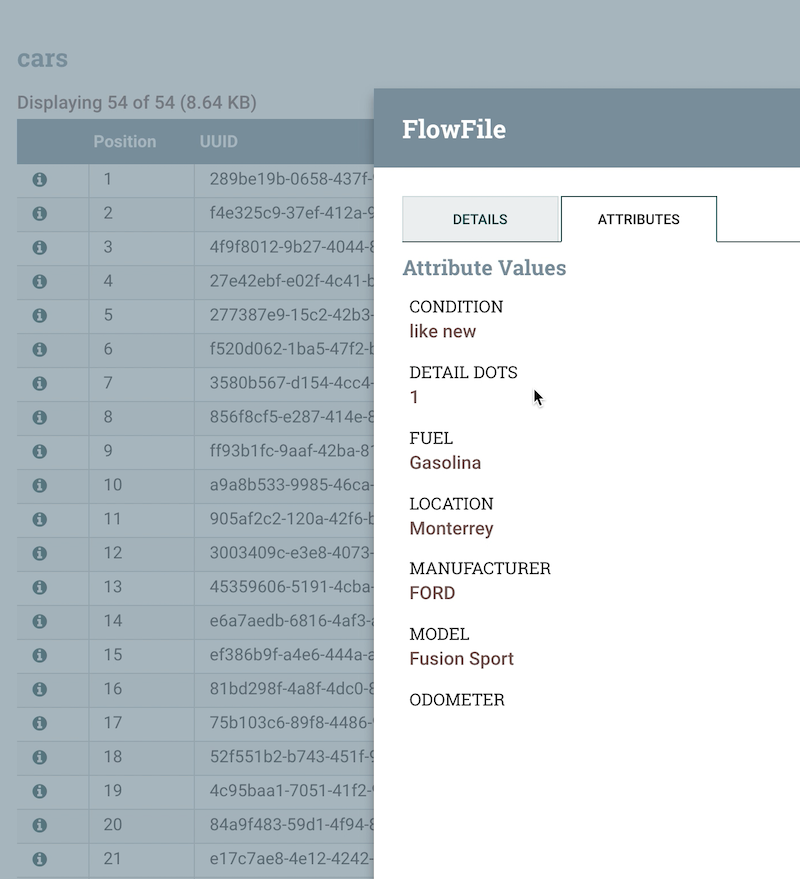 cars
Displaying 54 of 54 (8.64 KB)
Position UUID
1 289be19b-0658-437f-
2 f4e325c9-37ef-412a-9
3 4f9f8012-9b27-4044-8
4 27e42ebf-e02f-4c41-b
5 277387e9-15c2-42b3-
6 f520d062-1ba5-47f2-b
7 3580b567-d154-4cc4-
8 856f8cf5-e287-414e-8
9 ff93b1fc-9aaf-42ba-81
10 a9a8b533-9985-46ca-
11 905af2c2-120a-42f6-b
12 3003409c-e3e8-4073-
13 45359606-5191-4cba-
14 e6a7aedb-6816-4af3-a
15 ef386b9f-a4e6-444a-a
16 81bd298f-4a8f-4dc0-8
17 75b103c6-89f8-4486-
18 52f551b2-b743-451f-9
19 4c95baa1-7051-41f2-
20 84a9f483-59d1-4f94-8
21 e17c7ae8-4e12-4242-
FlowFile
DETAILS ATTRIBUTES
Attribute Values
CONDITION
like new
DETAIL DOTS
1
FUEL
Gasolina
LOCATION
Monterrey
MANUFACTURER
FORD
MODEL
Fusion Sport
ODOMETER